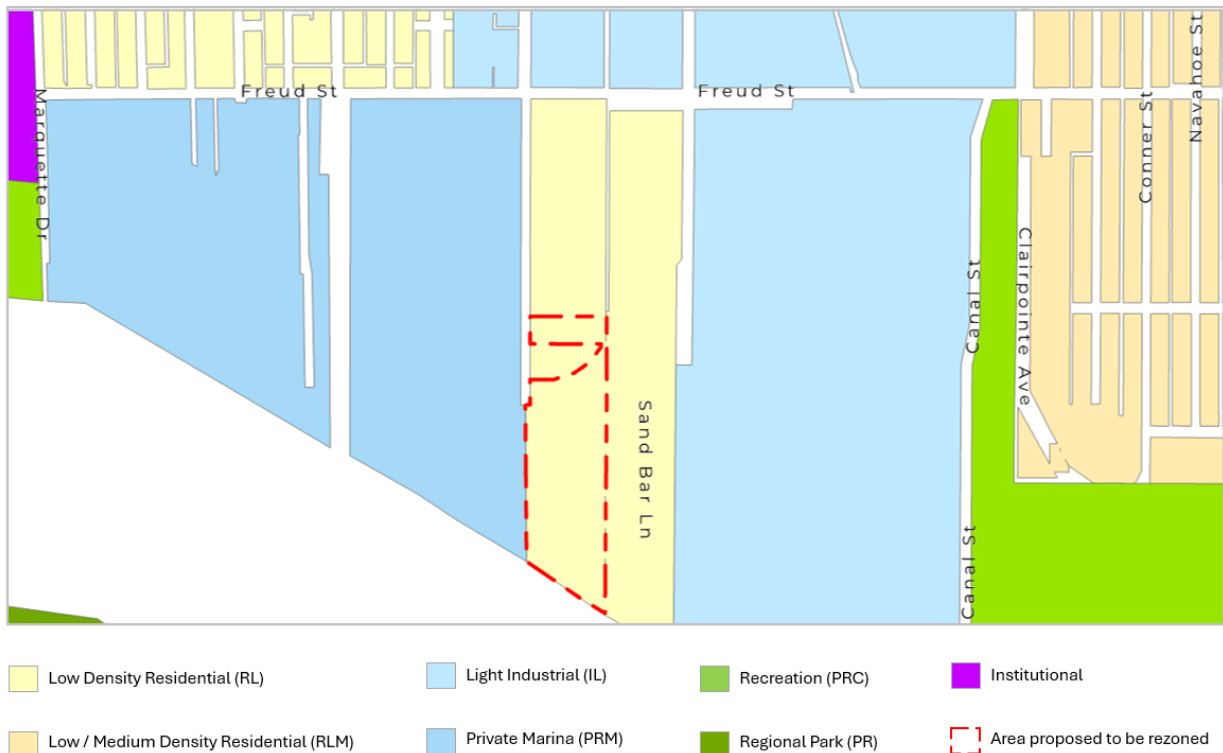 Freud St
Freud St
Marquette Dr
Navahoe St
Conner St
Clairpointe Ave
Canal St
Sand Bar Ln
Canal St
Low Density Residential (RL)
Light Industrial (IL)
Recreation (PRC)
Institutional
Low / Medium Density Residential (RLM)
Private Marina (PRM)
Regional Park (PR)
Area proposed to be rezoned